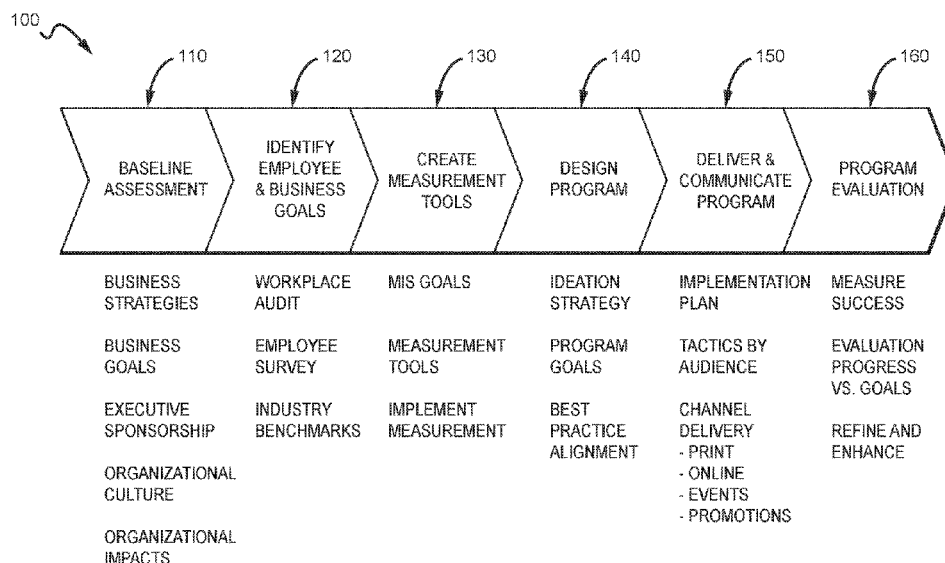 100
110
120
130
140
150
160
BASELINE
ASSESSMENT
IDENTIFY
EMPLOYEE
& BUSINESS
GOALS
CREATE
MEASUREMENT
TOOLS
DESIGN
PROGRAM
DELIVER &
COMMUNICATE
PROGRAM
PROGRAM
EVALUATION
BUSINESS
STRATEGIES
BUSINESS
GOALS
EXECUTIVE
SPONSORSHIP
ORGANIZATIONAL
CULTURE
ORGANIZATIONAL
IMPACTS
WORKPLACE
AUDIT
EMPLOYEE
SURVEY
INDUSTRY
BENCHMARKS
MIS GOALS
MEASUREMENT
TOOLS
IMPLEMENT
MEASUREMENT
IDEATION
STRATEGY
PROGRAM
GOALS
BEST
PRACTICE
ALIGNMENT
IMPLEMENTATION
PLAN
TACTICS BY
AUDIENCE
CHANNEL
DELIVERY
- PRINT
- ONLINE
- EVENTS
- PROMOTIONS
MEASURE
SUCCESS
EVALUATION
PROGRESS
VS. GOALS
REFINE AND
ENHANCE